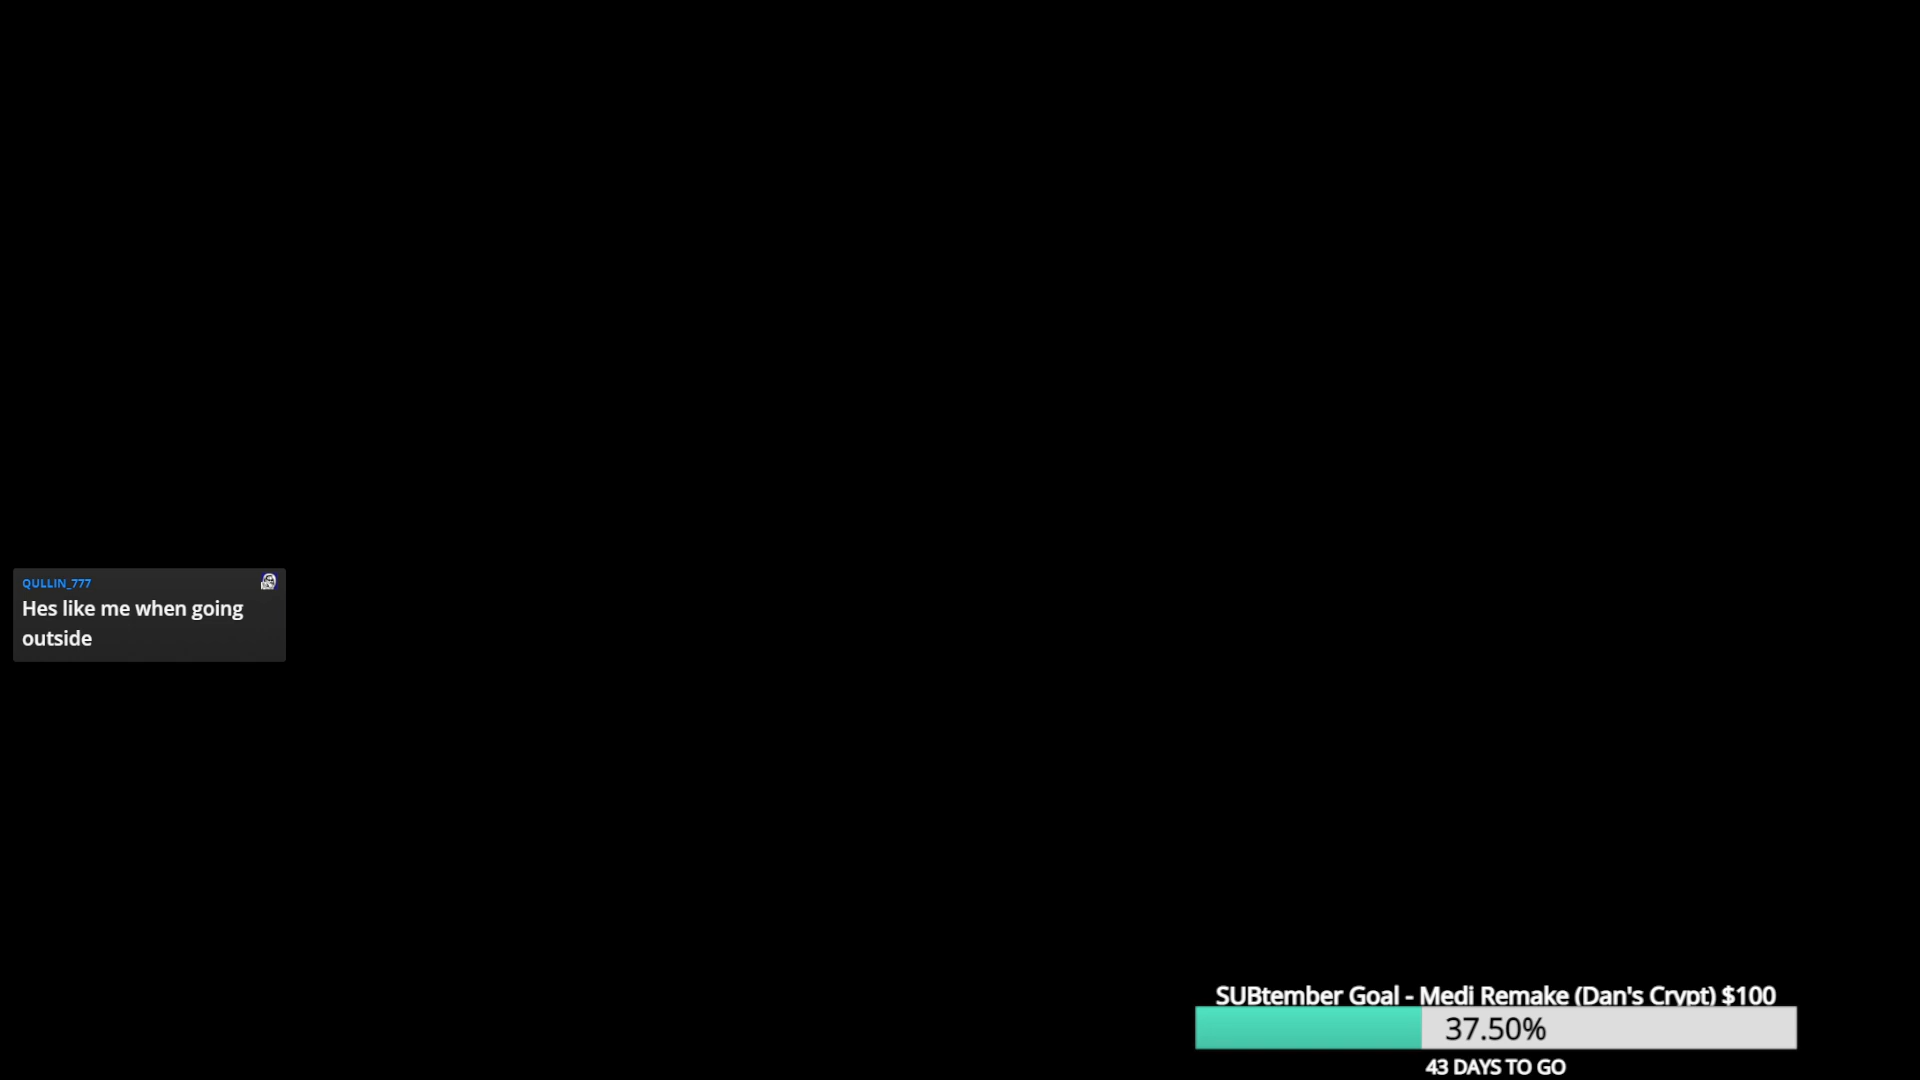 QULLIN_777
Hes like me when going
outside
SUBtember Goal - Medi Remake (Dan's Crypt) $100
37.50%
43 DAYS TO GO